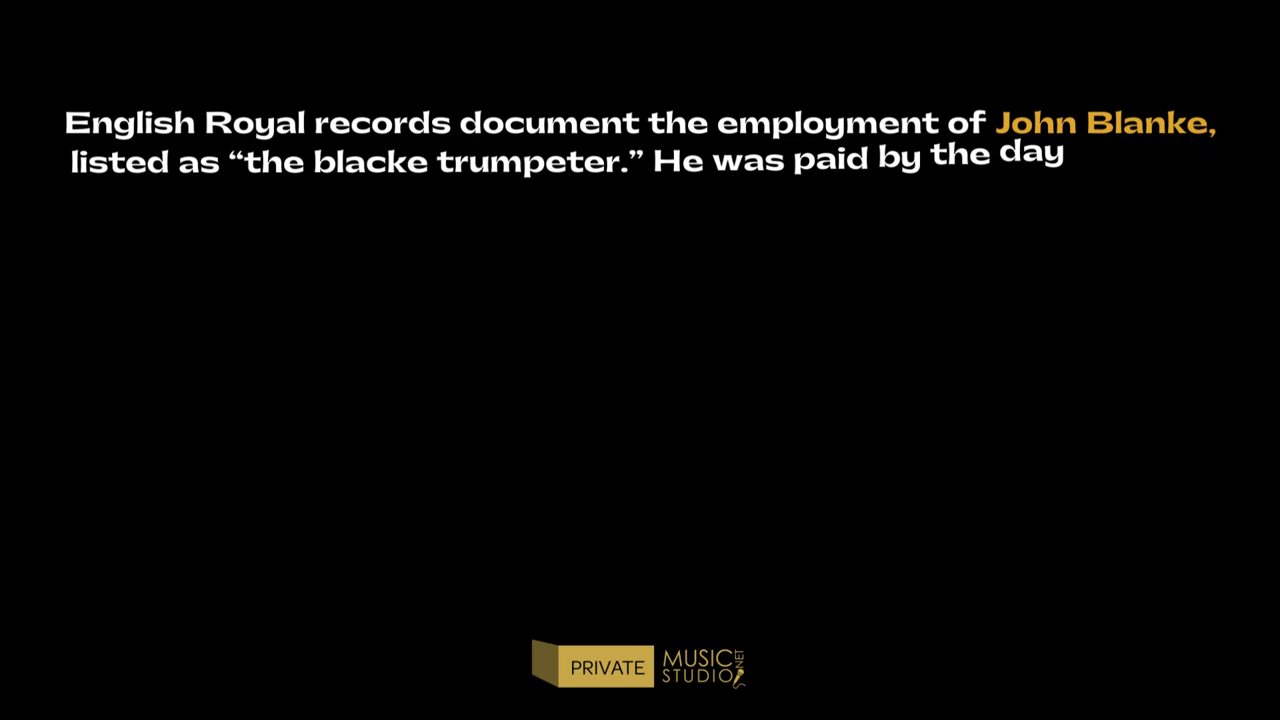 English Royal records document the employment of John Blanke,
listed as “the blacke trumpeter.” He was paid by the day
PRIVATE
MUSIC
STUDIO
.NET